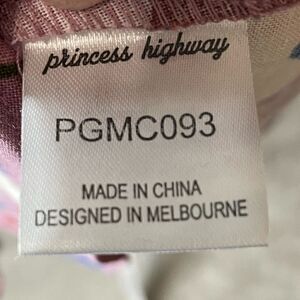 princess highway
PGMC093
MADE IN CHINA
DESIGNED IN MELBOURNE